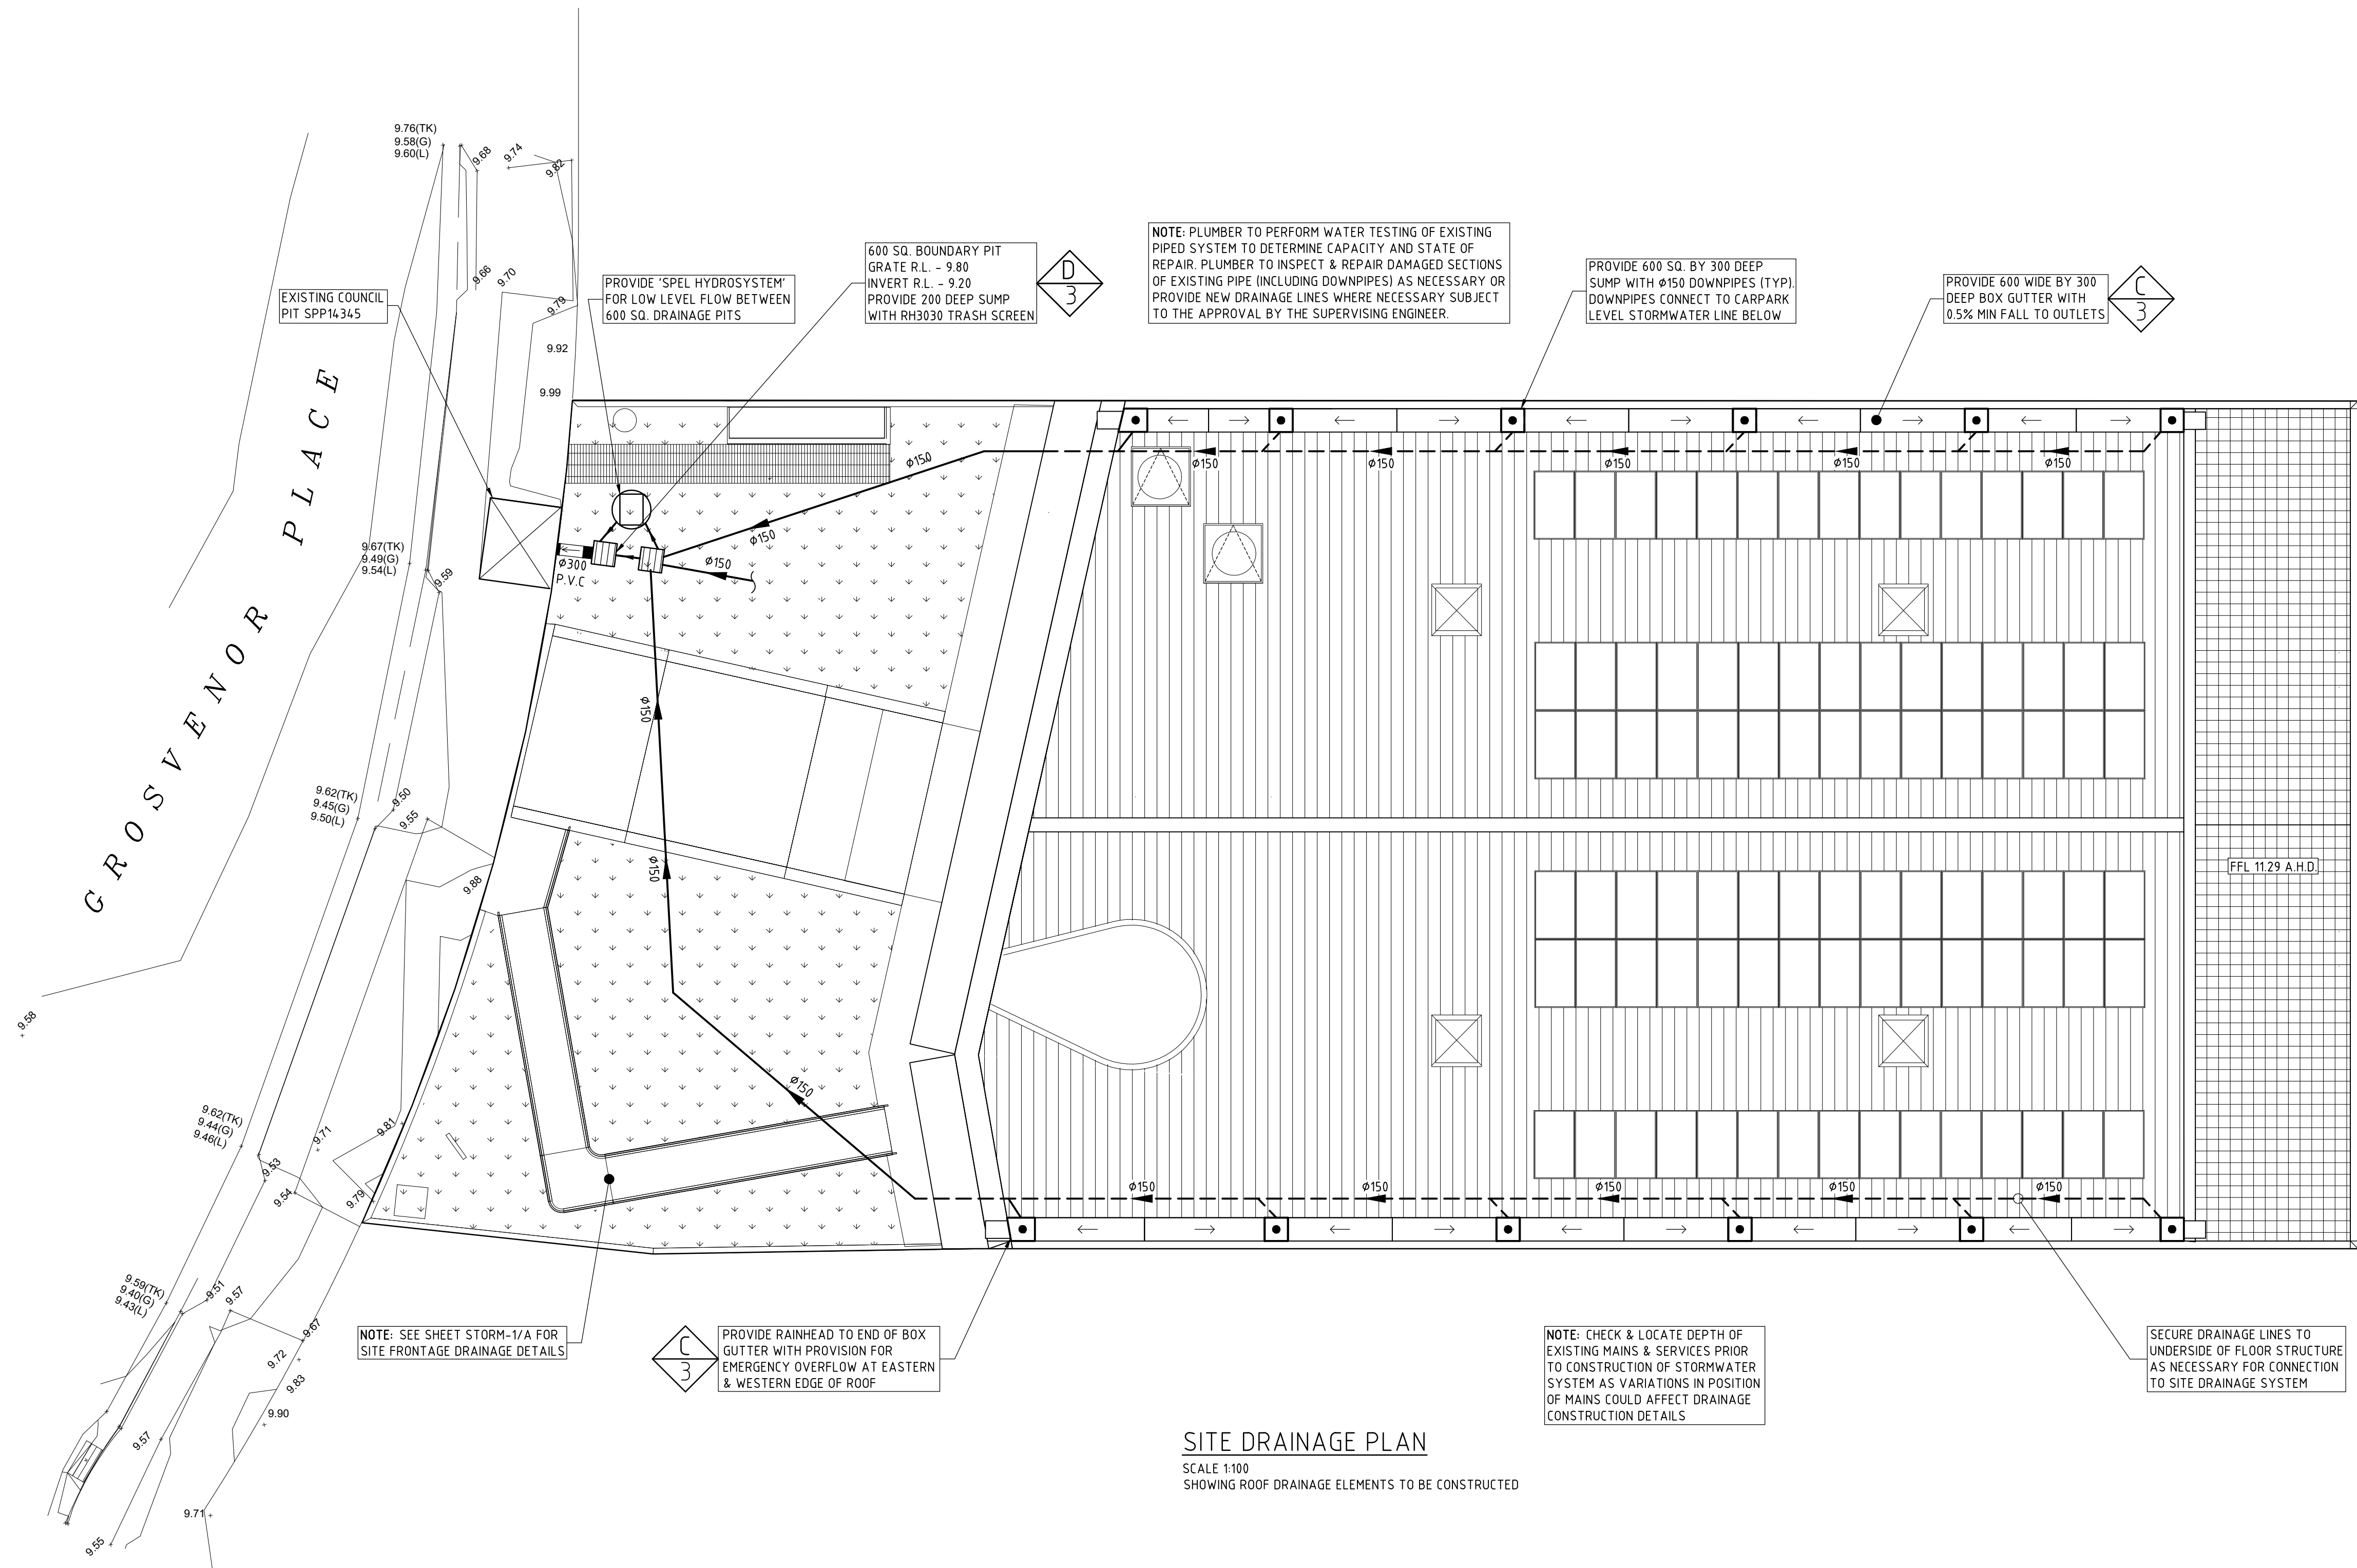 9.76(TK)
9.58(G)
9.60(L)
9.68
9.74
9.82
9.66
9.70
9.79
9.92
9.99
EXISTING COUNCIL
PIT SPP14345
PROVIDE 'SPEL HYDROSYSTEM'
FOR LOW LEVEL FLOW BETWEEN
600 SQ. DRAINAGE PITS
600 SQ. BOUNDARY PIT
GRATE R.L. - 9.80
INVERT R.L. - 9.20
PROVIDE 200 DEEP SUMP
WITH RH3030 TRASH SCREEN
D
3
NOTE: PLUMBER TO PERFORM WATER TESTING OF EXISTING
PIPED SYSTEM TO DETERMINE CAPACITY AND STATE OF
REPAIR. PLUMBER TO INSPECT & REPAIR DAMAGED SECTIONS
OF EXISTING PIPE (INCLUDING DOWNPIPES) AS NECESSARY OR
PROVIDE NEW DRAINAGE LINES WHERE NECESSARY SUBJECT
TO THE APPROVAL BY THE SUPERVISING ENGINEER.
PROVIDE 600 SQ. BY 300 DEEP
SUMP WITH Ø150 DOWNPIPES (TYP).
DOWNPIPES CONNECT TO CARPARK
LEVEL STORMWATER LINE BELOW
PROVIDE 600 WIDE BY 300
DEEP BOX GUTTER WITH
0.5% MIN FALL TO OUTLETS
C
3
GROSVENOR PLACE
Ø150
Ø150
Ø150
Ø150
Ø150
Ø150
Ø150
Ø150
Ø300
P.V.C
9.67(TK)
9.49(G)
9.54(L)
9.59
Ø150
Ø150
9.62(TK)
9.45(G)
9.50(L)
9.50
9.55
9.88
FFL 11.29 A.H.D.
9.58
Ø150
9.62(TK)
9.44(G)
9.46(L)
9.71
9.81
9.53
9.54
9.79
Ø150
Ø150
Ø150
Ø150
Ø150
9.59(TK)
9.40(G)
9.43(L)
9.51
9.57
9.67
9.72
9.83
9.90
9.57
9.71
9.55
NOTE: SEE SHEET STORM-1/A FOR
SITE FRONTAGE DRAINAGE DETAILS
C
3
PROVIDE RAINHEAD TO END OF BOX
GUTTER WITH PROVISION FOR
EMERGENCY OVERFLOW AT EASTERN
& WESTERN EDGE OF ROOF
NOTE: CHECK & LOCATE DEPTH OF
EXISTING MAINS & SERVICES PRIOR
TO CONSTRUCTION OF STORMWATER
SYSTEM AS VARIATIONS IN POSITION
OF MAINS COULD AFFECT DRAINAGE
CONSTRUCTION DETAILS
SECURE DRAINAGE LINES TO
UNDERSIDE OF FLOOR STRUCTURE
AS NECESSARY FOR CONNECTION
TO SITE DRAINAGE SYSTEM
SITE DRAINAGE PLAN
SCALE 1:100
SHOWING ROOF DRAINAGE ELEMENTS TO BE CONSTRUCTED